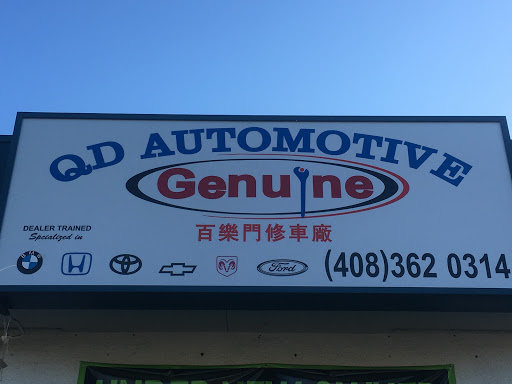 QD AUTOMOTIVE
Genuine
百樂門修車廠
DEALER TRAINED
Specialized in
Ford
(408)362 0314